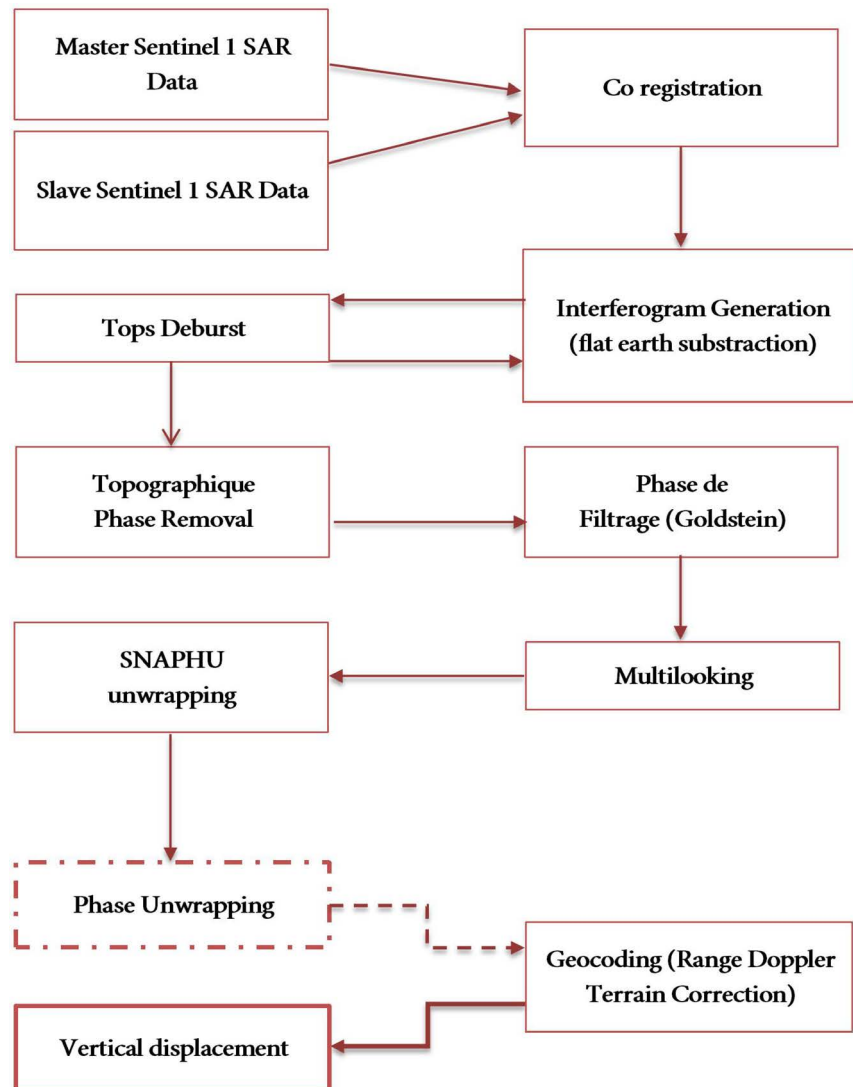 Master Sentinel 1 SAR
Data
Co registration
Slave Sentinel 1 SAR Data
Interferogram Generation
(flat earth substraction)
Tops Deburst
Topographique
Phase Removal
Phase de
Filtrage (Goldstein)
SNAPHU
unwrapping
Multilooking
Phase Unwrapping
Geocoding (Range Doppler
Terrain Correction)
Vertical displacement